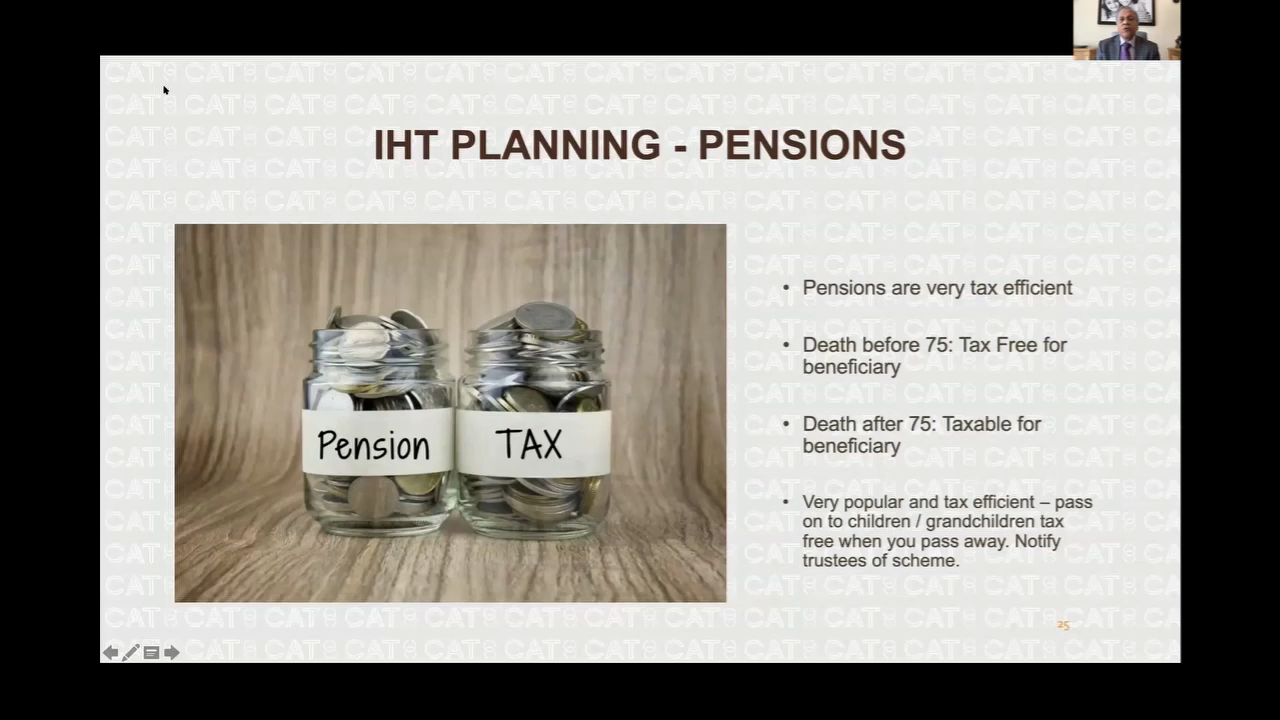 IHT PLANNING - PENSIONS
Pension
TAX
• Pensions are very tax efficient
• Death before 75: Tax Free for
beneficiary
• Death after 75: Taxable for
beneficiary
• Very popular and tax efficient – pass
on to children / grandchildren tax
free when you pass away. Notify
trustees of scheme.
25